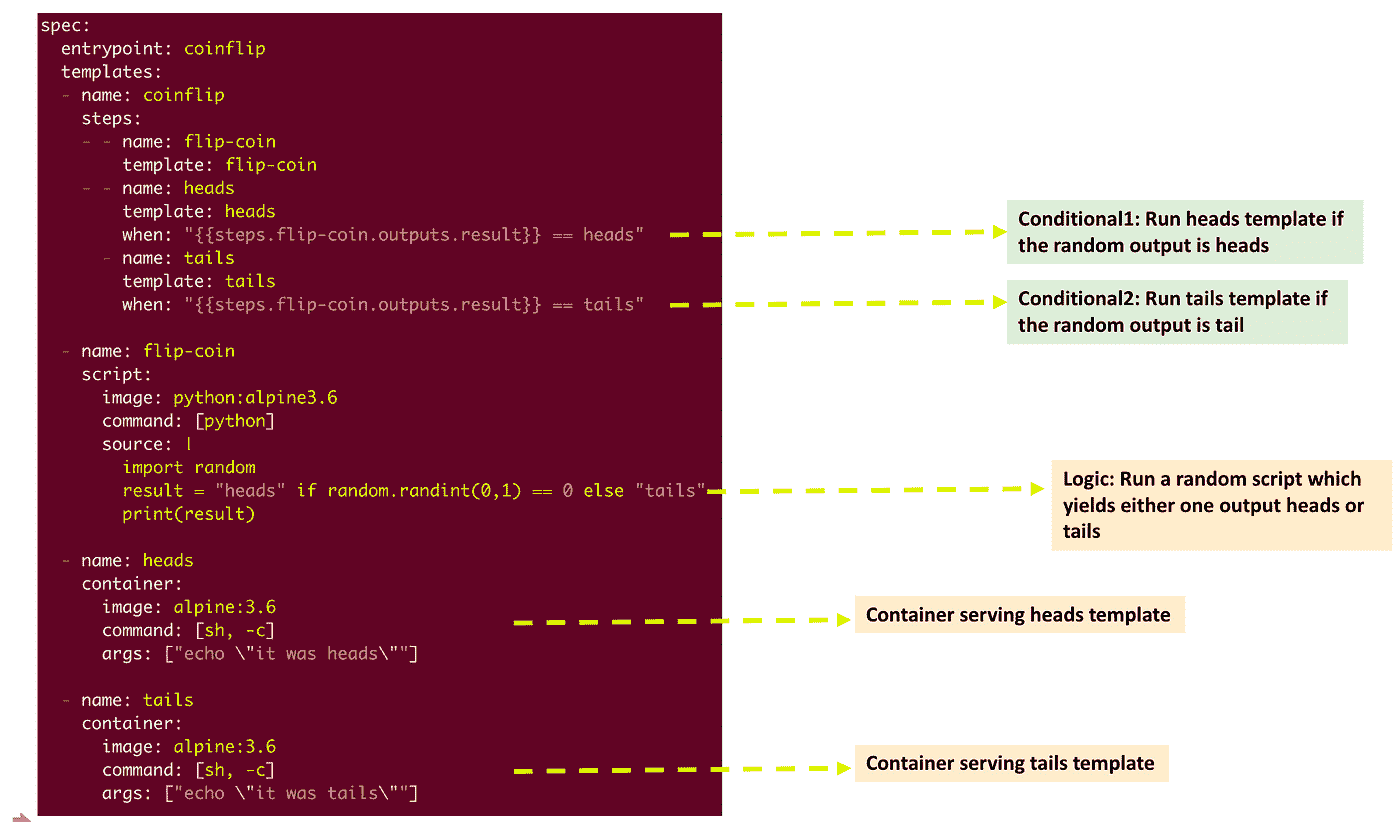 spec:
entrypoint: coinflip
templates:
- name: coinflip
steps:
- - name: flip-coin
template: flip-coin
- - name: heads
template: heads
when: "{{steps.flip-coin.outputs.result}} == heads"
- name: tails
template: tails
when: "{{steps.flip-coin.outputs.result}} == tails"
- name: flip-coin
script:
image: python:alpine3.6
command: [python]
source: |
import random
result = "heads" if random.randint(0,1) == 0 else "tails"
print(result)
- name: heads
container:
image: alpine:3.6
command: [sh, -c]
args: ["echo \"it was heads\""]
- name: tails
container:
image: alpine:3.6
command: [sh, -c]
args: ["echo \"it was tails\""]
Conditional1: Run heads template if
the random output is heads
Conditional2: Run tails template if
the random output is tail
Logic: Run a random script which
yields either one output heads or
tails
Container serving heads template
Container serving tails template